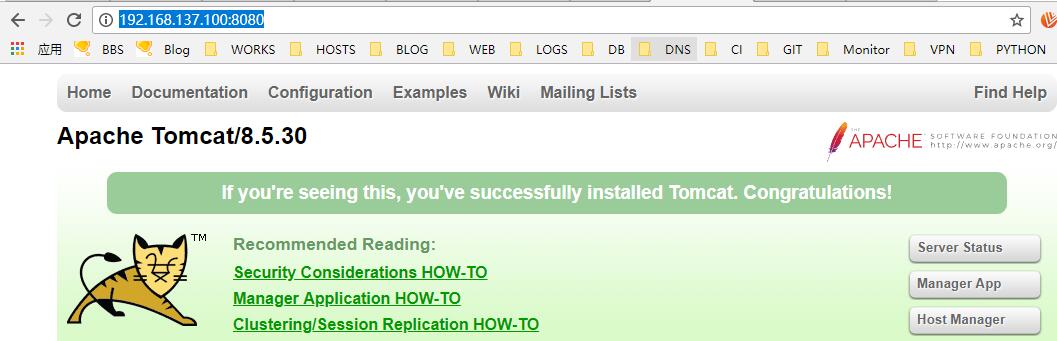 192.168.137.100:8080
应用 BBS Blog WORKS HOSTS BLOG WEB LOGS DB DNS CI GIT Monitor VPN PYTHON
Home Documentation Configuration Examples Wiki Mailing Lists Find Help
Apache Tomcat/8.5.30
THE
APACHE SOFTWARE FOUNDATION
http://www.apache.org/
If you're seeing this, you've successfully installed Tomcat. Congratulations!
TM
Recommended Reading:
Security Considerations HOW-TO
Manager Application HOW-TO
Clustering/Session Replication HOW-TO
Server Status
Manager App
Host Manager